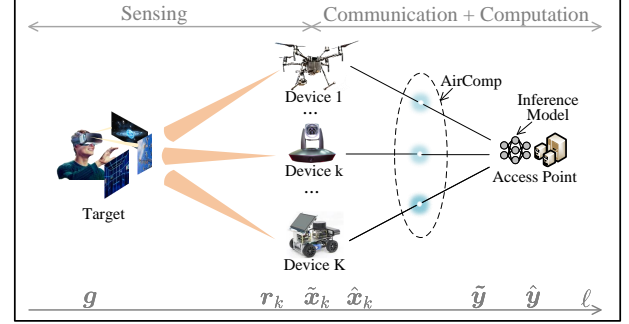 Sensing
Communication + Computation
AirComp
Device 1
...
Inference
Model
Device k
...
Access Point
Target
Device K
g r_k x̃_k x̂_k ỹ ŷ ℓ